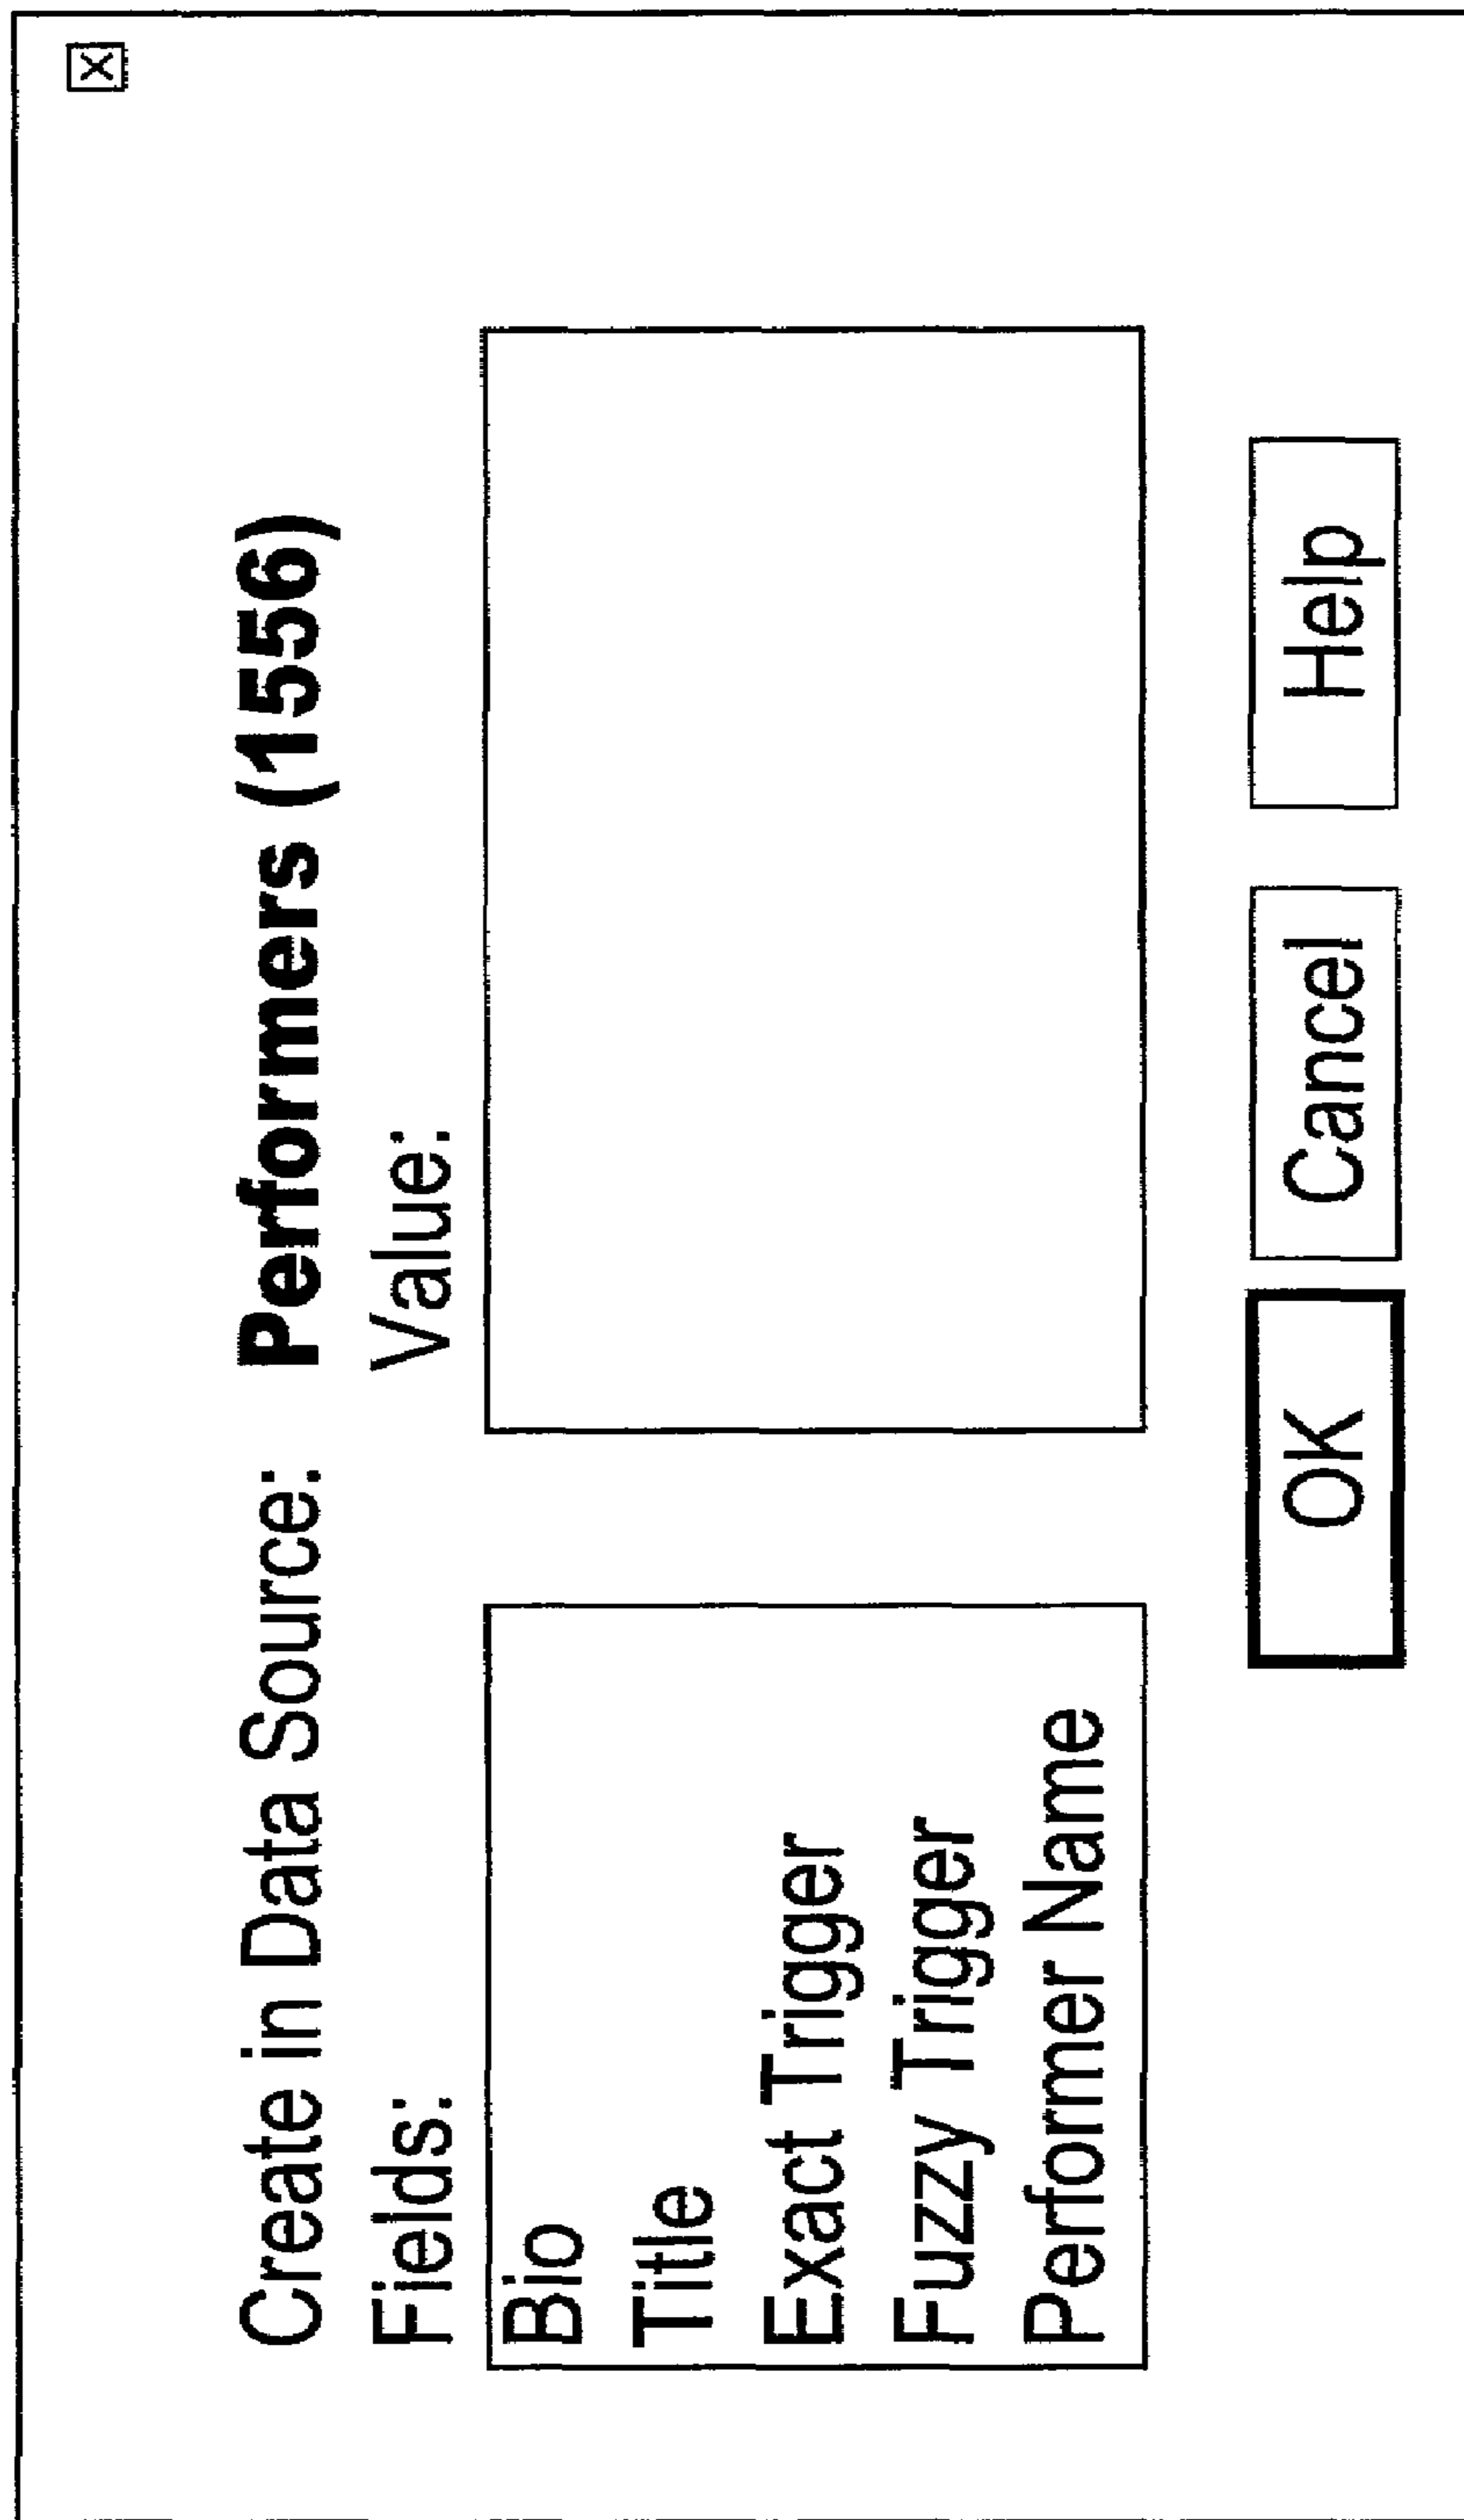 X
Create in Data Source: Performers (1556)
Fields: Value:
Bio
Title
Exact Trigger
Fuzzy Trigger
Performer Name
OK Cancel Help